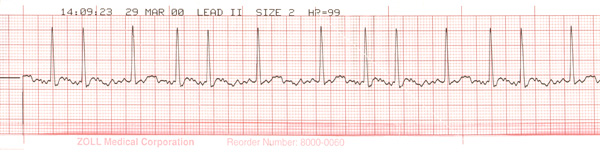 14:09:23 29 MAR 00 LEAD II SIZE 2 HR=99
ZOLL Medical Corporation Reorder Number: 8000-0060